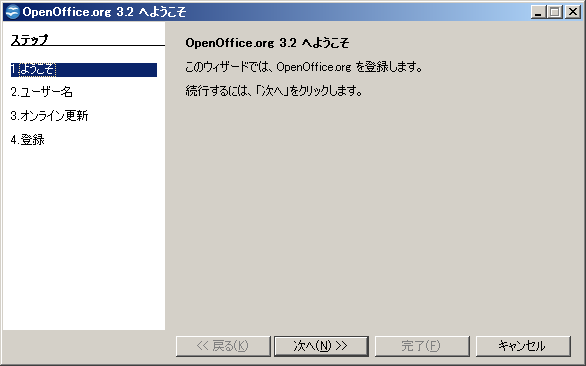 OpenOffice.org 3.2 へようこそ
ステップ
1.ようこそ
2.ユーザー名
3.オンライン更新
4.登録
OpenOffice.org 3.2 へようこそ
このウィザードでは、OpenOffice.org を登録します。
続行するには、「次へ」をクリックします。
<< 戻る(K) 次へ(N) >> 完了(F) キャンセル